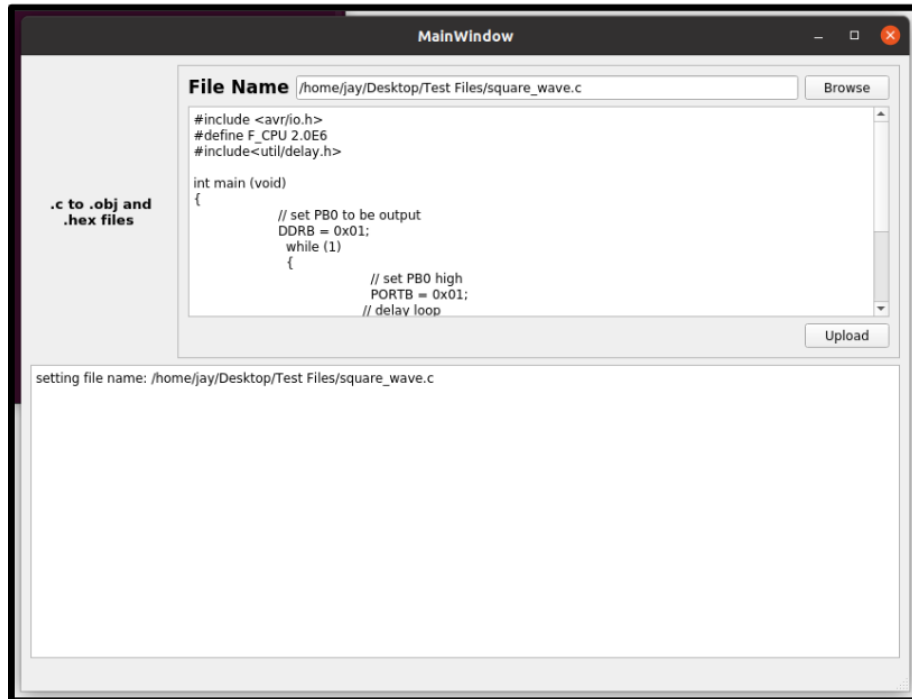 MainWindow
.c to .obj and
.hex files
File Name /home/jay/Desktop/Test Files/square_wave.c Browse
#include <avr/io.h>
#define F_CPU 2.0E6
#include<util/delay.h>
int main (void)
{
// set PB0 to be output
DDRB = 0x01;
while (1)
{
// set PB0 high
PORTB = 0x01;
// delay loop
Upload
setting file name: /home/jay/Desktop/Test Files/square_wave.c